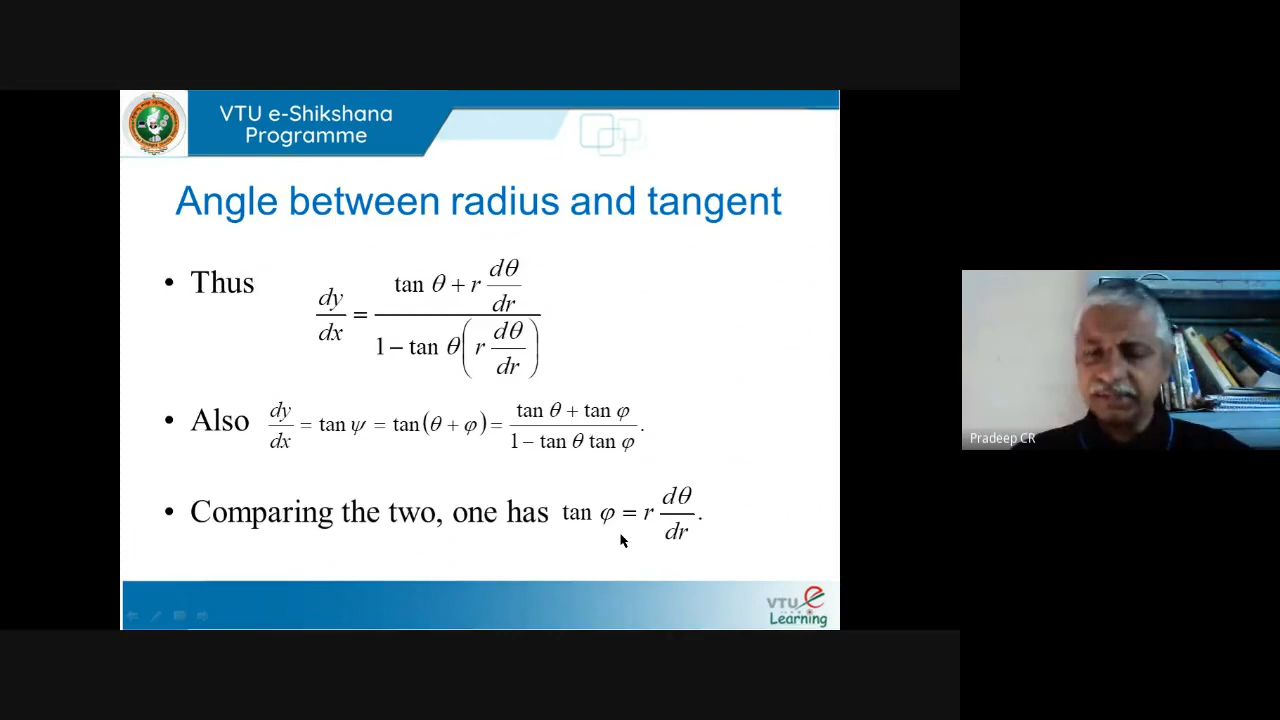 VTU e-Shikshana
Programme
Angle between radius and tangent
• Thus dy/dx = (tan θ + r dθ/dr) / (1 − tan θ (r dθ/dr))
• Also dy/dx = tan ψ = tan(θ + φ) = (tan θ + tan φ) / (1 − tan θ tan φ).
• Comparing the two, one has tan φ = r dθ/dr.
Pradeep CR
VTU e
Learning